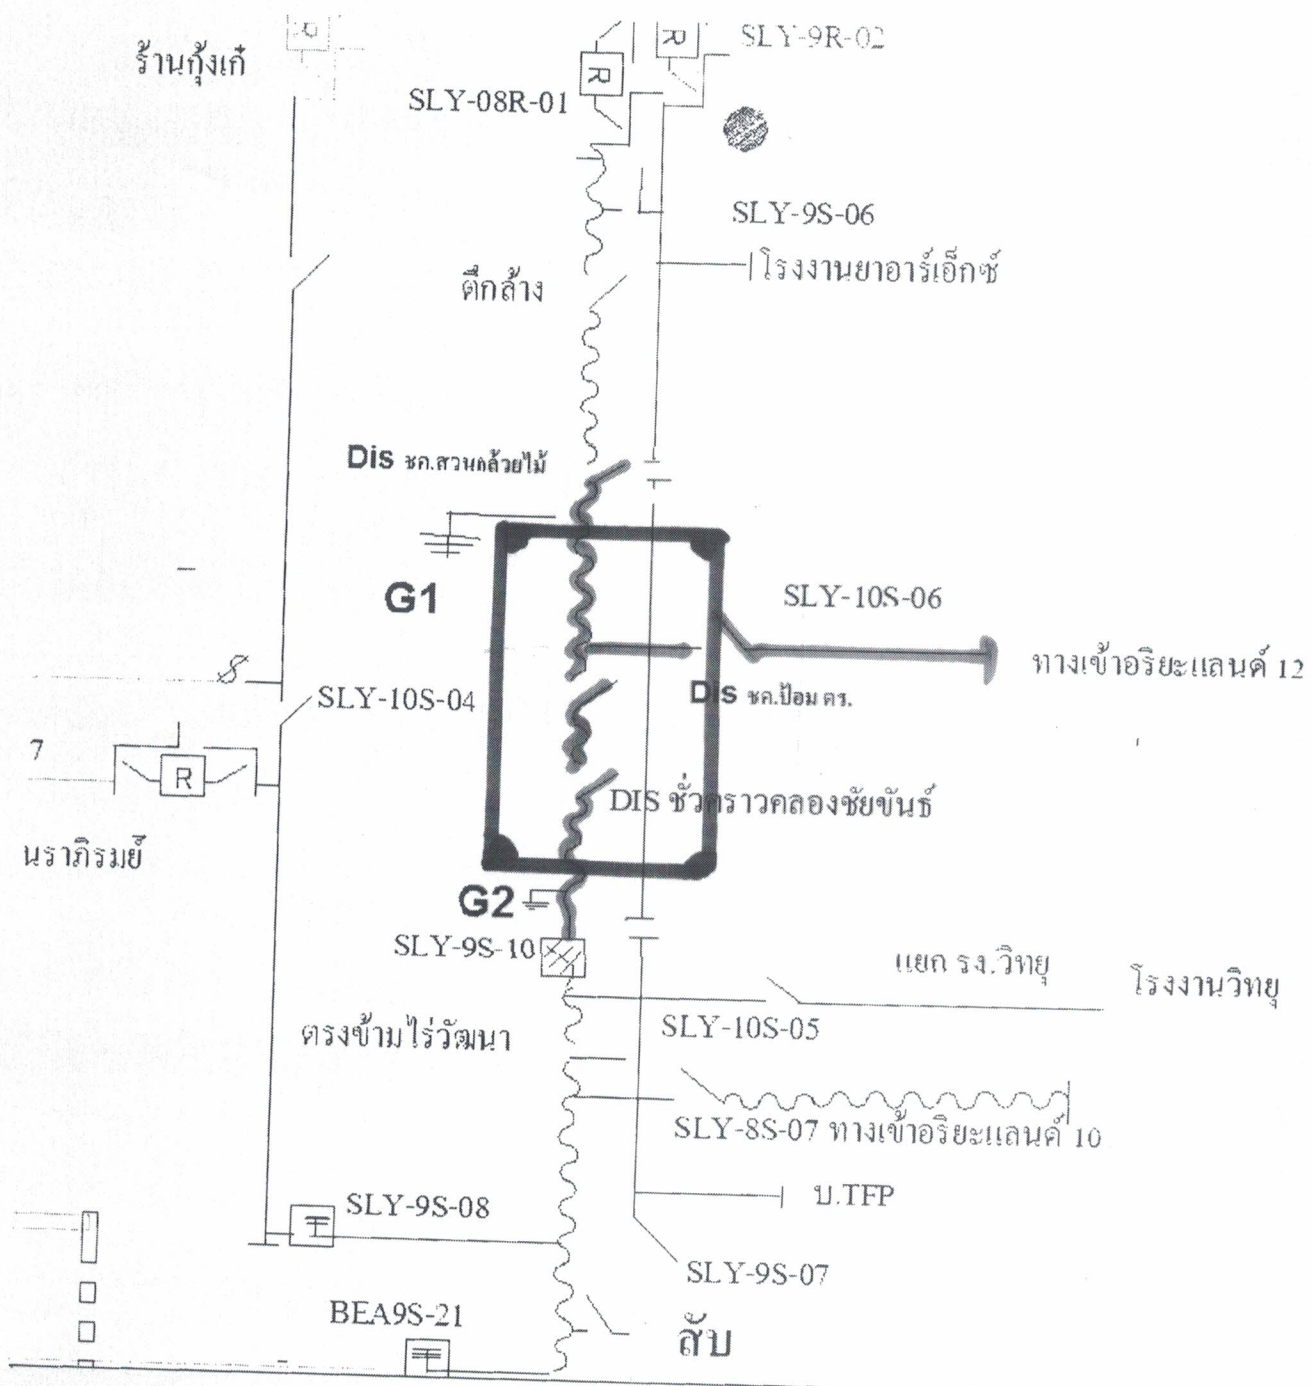 ร้านกุ้งเก๋
R
SLY-9R-02
R
SLY-08R-01
SLY-9S-06
โรงงานยาอาร์เอ็กซ์
ตึกล้าง
Dis ชค.สวนกล้วยไม้
G1
SLY-10S-06
ทางเข้าอริยะแลนด์ 12
8
SLY-10S-04
Dis ชค.ป้อม ตร.
7
R
DIS ชั่วคราวคลองชัยขันธ์
นราภิรมย์
G2
SLY-9S-10
แยก รง.วิทยุ
โรงงานวิทยุ
SLY-10S-05
ตรงข้ามไร่วัฒนา
SLY-8S-07 ทางเข้าอริยะแลนด์ 10
SLY-9S-08
บ.TFP
SLY-9S-07
BEA9S-21
สับ